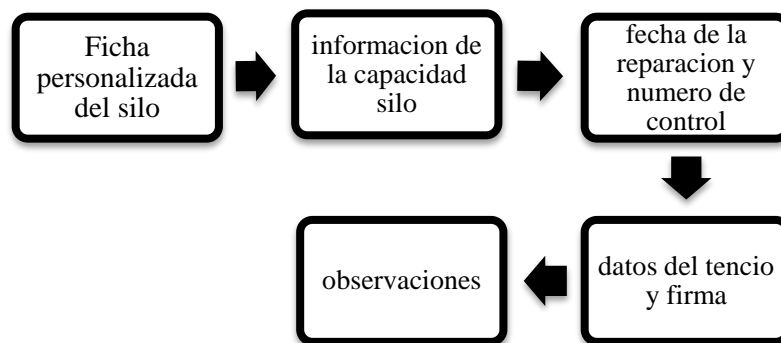 Ficha
personalizada
del silo
informacion de
la capacidad
silo
fecha de la
reparacion y
numero de
control
datos del tencio
y firma
observaciones